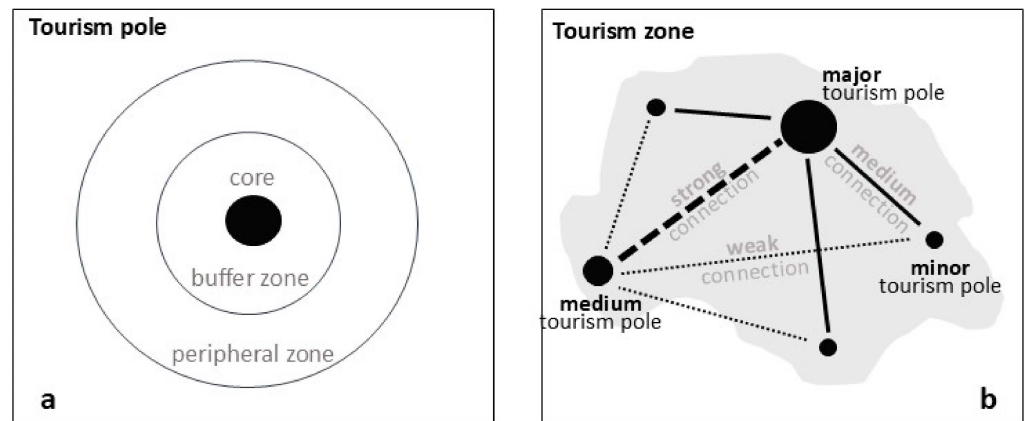 Tourism pole
core
buffer zone
peripheral zone
a
Tourism zone
major
tourism pole
strong
connection
medium
connection
weak
connection
medium
tourism pole
minor
tourism pole
b